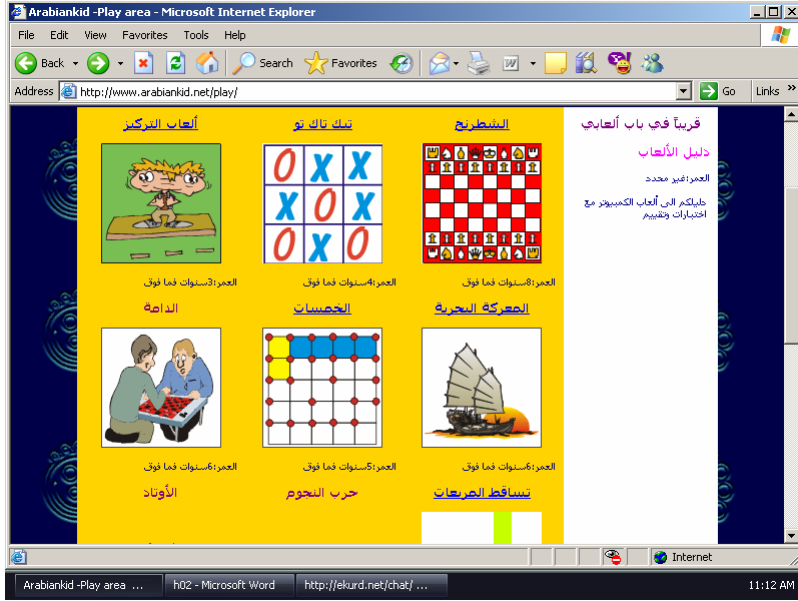 Arabiankid -Play area - Microsoft Internet Explorer
File Edit View Favorites Tools Help
Back Search Favorites
Address http://www.arabiankid.net/play/ Go Links »
الشطرنج تيك تاك تو ألعاب التركيز
العمر:8سنوات فما فوق العمر:4سنوات فما فوق العمر:3سنوات فما فوق
المعركة البحرية الخمسات الدامة
العمر:6سنوات فما فوق العمر:5سنوات فما فوق العمر:6سنوات فما فوق
تساقط المربعات حرب النجوم الأوتاد
قريباً في باب ألعابي
دليل الألعاب
العمر:غير محدد
دليلكم الى ألعاب الكمبيوتر مع
اختبارات وتقييم
Internet
Arabiankid -Play area ... h02 - Microsoft Word http://ekurd.net/chat/ ... 11:12 AM